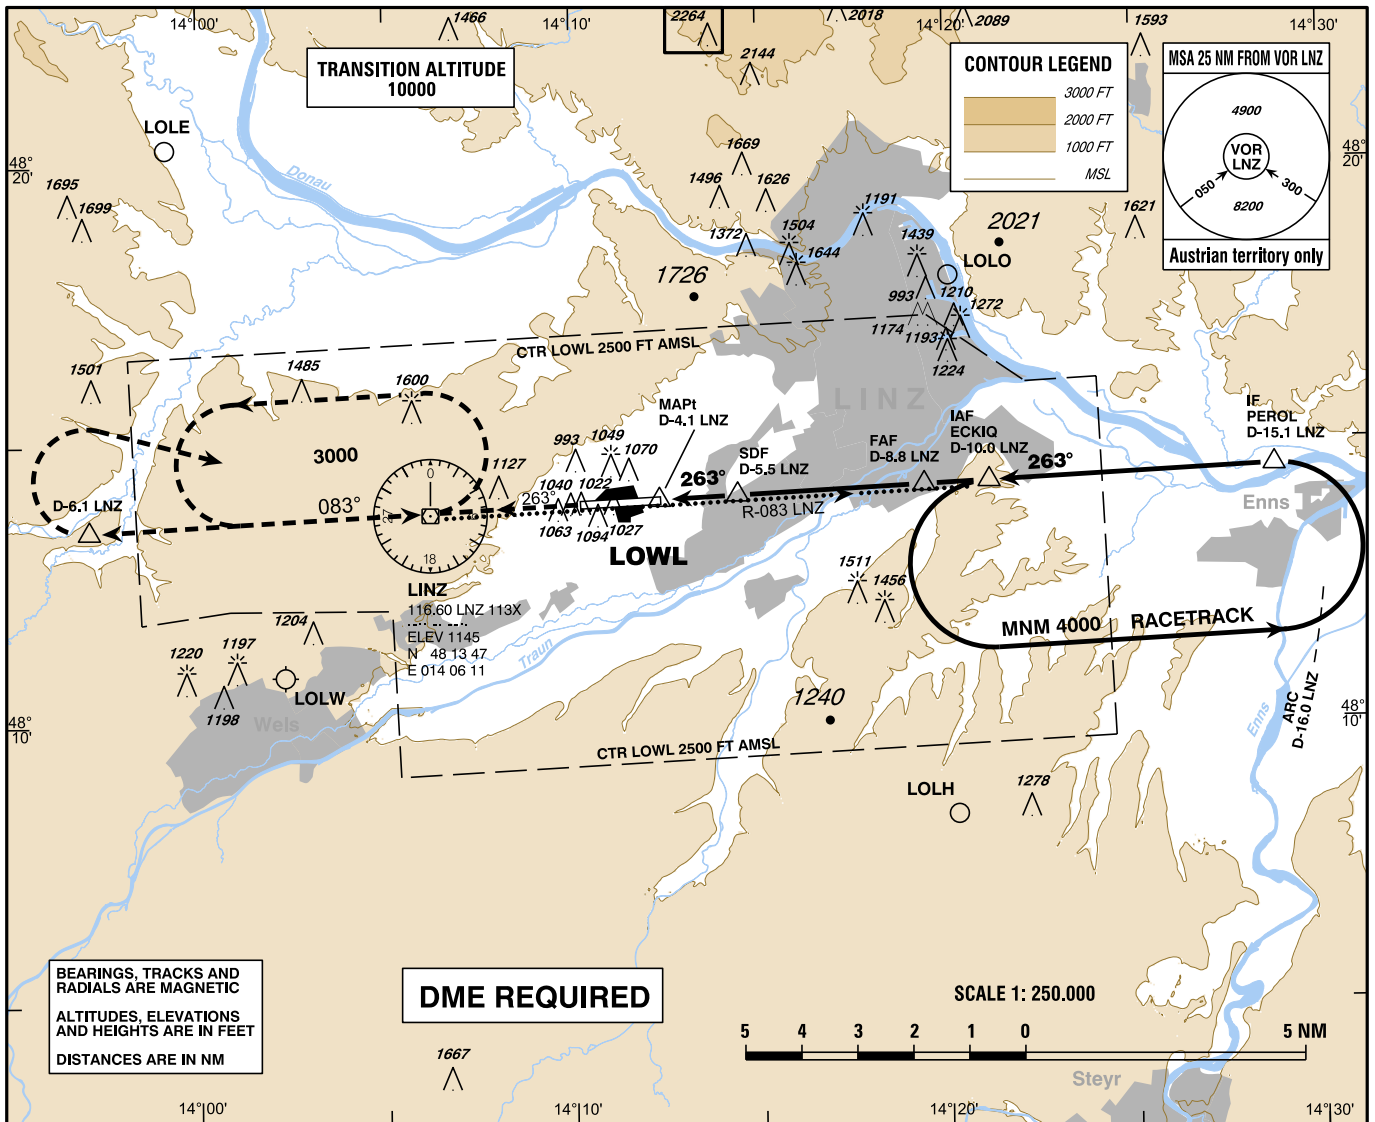 14°00'
14°10'
14°20'
14°30'
1466
2264
2018
2089
1593
2144
TRANSITION ALTITUDE
10000
CONTOUR LEGEND
3000 FT
2000 FT
1000 FT
MSL
MSA 25 NM FROM VOR LNZ
4900
VOR
LNZ
050
300
8200
Austrian territory only
LOLE
48°
20'
48°
20'
Donau
1695
1699
1669
1496
1626
1191
1372
1504
1644
1439
2021
1621
LOLO
1726
993
1210
1272
1174
1193
1224
CTR LOWL 2500 FT AMSL
1501
1485
1600
LINZ
MAPt
D-4.1 LNZ
SDF
D-5.5 LNZ
FAF
D-8.8 LNZ
IAF
ECKIQ
D-10.0 LNZ
IF
PEROL
D-15.1 LNZ
3000
993
1049
1070
1127
1040
1022
263°
263°
263°
083°
D-6.1 LNZ
0
27
18
R-083 LNZ
1063
1094
1027
LOWL
Enns
LINZ
116.60 LNZ 113X
ELEV 1145
N 48 13 47
E 014 06 11
1511
1456
MNM 4000 RACETRACK
1204
1197
1220
1198
LOLW
Wels
Traun
1240
CTR LOWL 2500 FT AMSL
ARC
D-16.0 LNZ
Enns
48°
10'
48°
10'
LOLH
1278
BEARINGS, TRACKS AND
RADIALS ARE MAGNETIC
ALTITUDES, ELEVATIONS
AND HEIGHTS ARE IN FEET
DISTANCES ARE IN NM
DME REQUIRED
SCALE 1: 250.000
5 4 3 2 1 0 5 NM
1667
Steyr
14°00'
14°10'
14°20'
14°30'